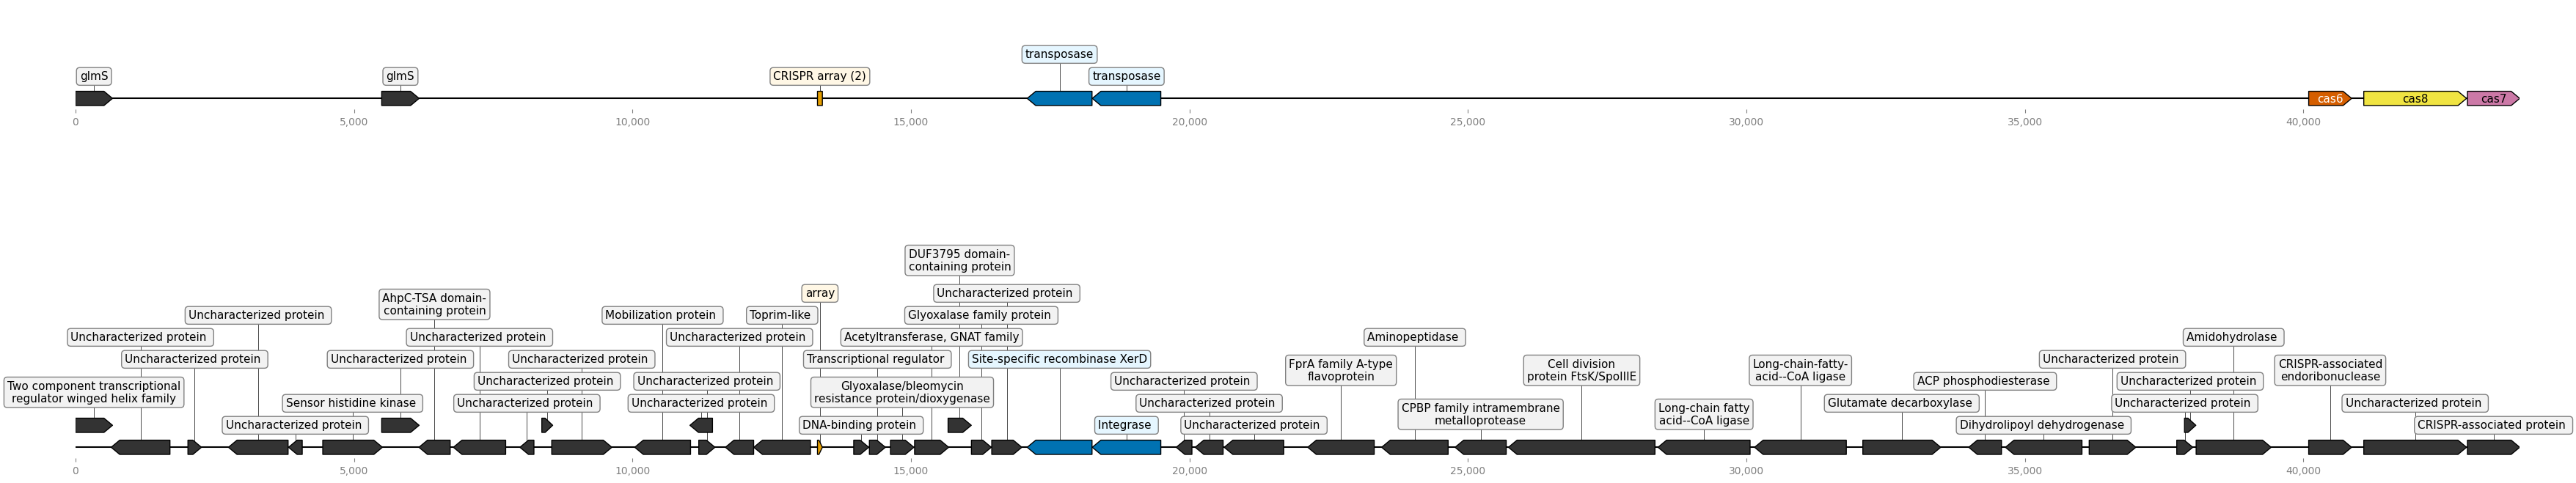 transposase
glmS
glmS
CRISPR array (2)
transposase
cas6
cas8
cas7
0
5,000
10,000
15,000
20,000
25,000
30,000
35,000
40,000
DUF3795 domain-
containing protein
AhpC-TSA domain-
containing protein
array
Uncharacterized protein
Uncharacterized protein
Mobilization protein
Toprim-like
Glyoxalase family protein
Uncharacterized protein
Uncharacterized protein
Uncharacterized protein
Acetyltransferase, GNAT family
Aminopeptidase
Amidohydrolase
Uncharacterized protein
Uncharacterized protein
Uncharacterized protein
Transcriptional regulator
Site-specific recombinase XerD
FprA family A-type
flavoprotein
Cell division
protein FtsK/SpoIIIE
Long-chain-fatty-
acid--CoA ligase
Uncharacterized protein
CRISPR-associated
endoribonuclease
Two component transcriptional
regulator winged helix family
Uncharacterized protein
Uncharacterized protein
Glyoxalase/bleomycin
resistance protein/dioxygenase
Uncharacterized protein
ACP phosphodiesterase
Uncharacterized protein
Sensor histidine kinase
Uncharacterized protein
Uncharacterized protein
Uncharacterized protein
CPBP family intramembrane
metalloprotease
Long-chain fatty
acid--CoA ligase
Glutamate decarboxylase
Uncharacterized protein
Uncharacterized protein
Uncharacterized protein
DNA-binding protein
Integrase
Uncharacterized protein
Dihydrolipoyl dehydrogenase
CRISPR-associated protein
0
5,000
10,000
15,000
20,000
25,000
30,000
35,000
40,000